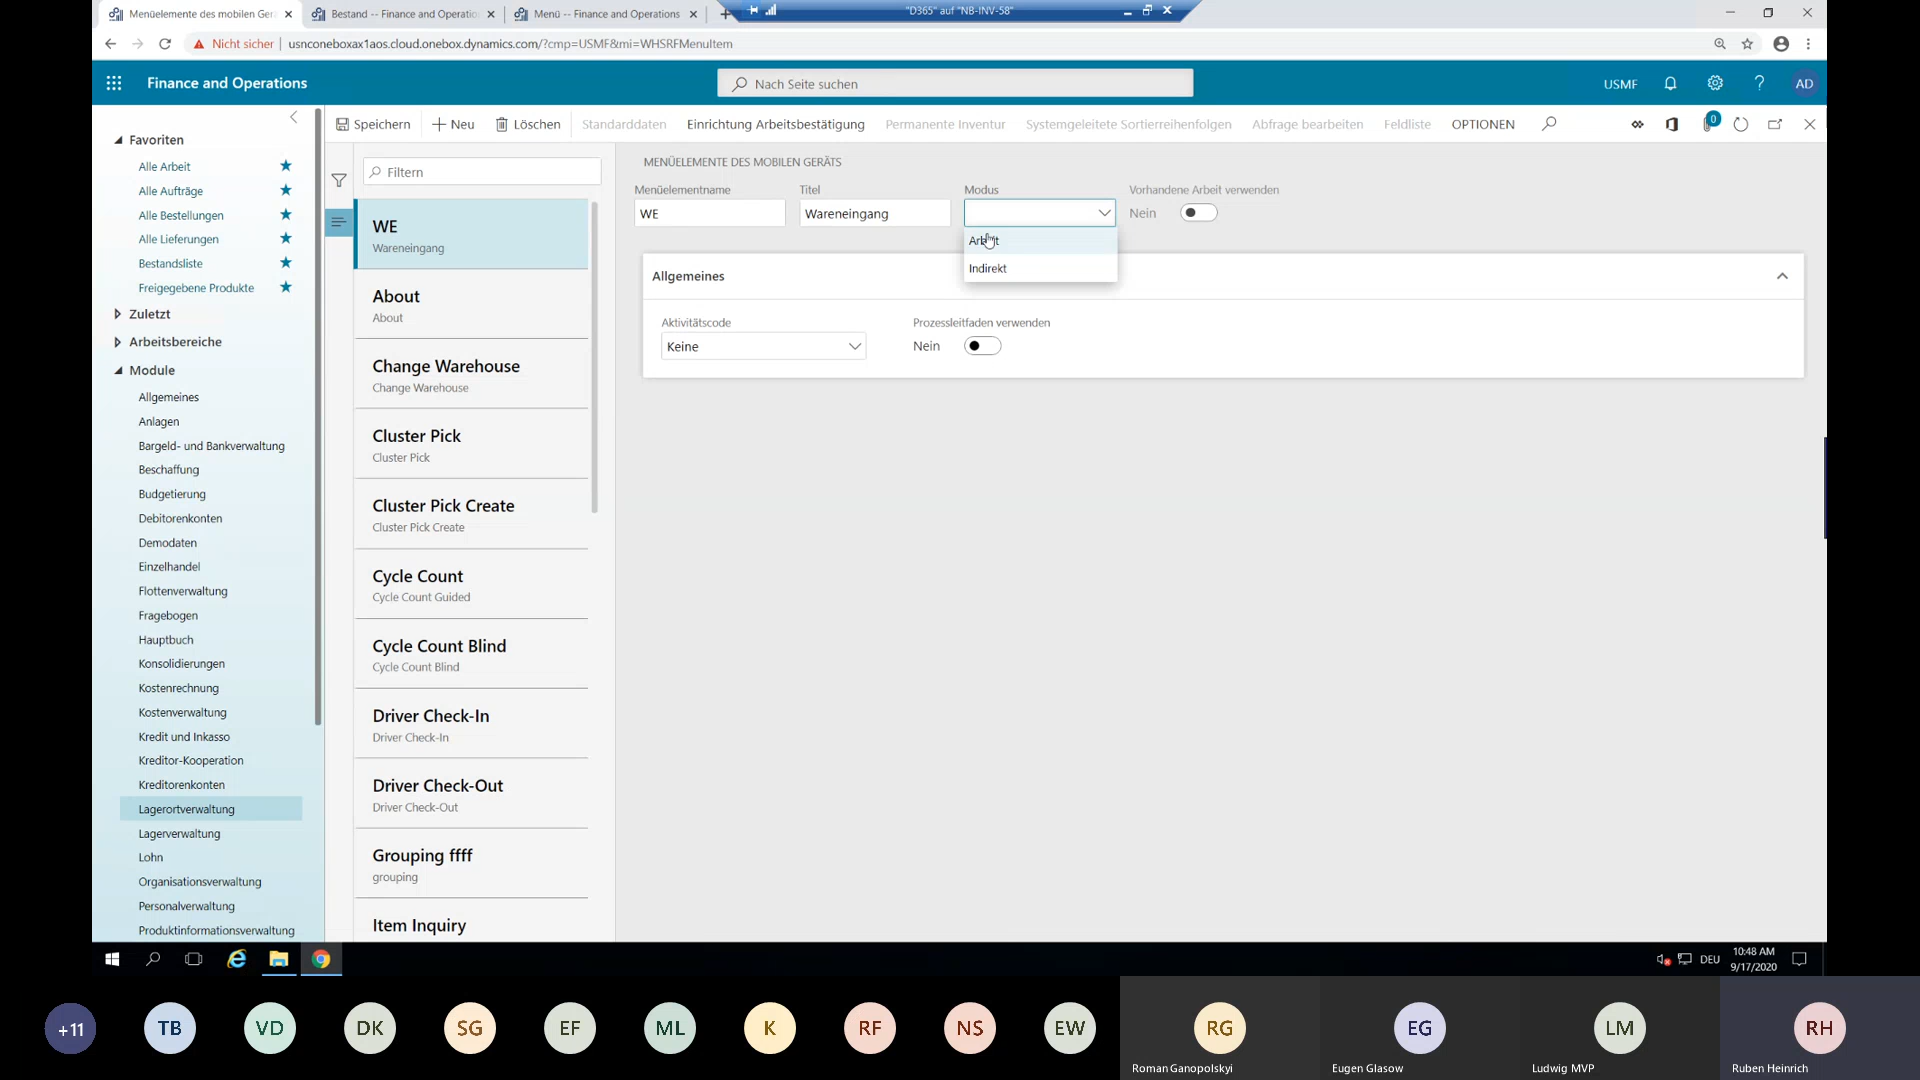 Menüelemente des mobilen Gerä
Bestand -- Finance and Operatio
Menü -- Finance and Operations
"D365" auf "NB-INV-58"
Nicht sicher
usnconeboxax1aos.cloud.onebox.dynamics.com/?cmp=USMF&mi=WHSRFMenuItem
Finance and Operations
Nach Seite suchen
USMF
AD
Speichern
Neu
Löschen
Standarddaten
Einrichtung Arbeitsbestätigung
Permanente Inventur
Systemgeleitete Sortierreihenfolgen
Abfrage bearbeiten
Feldliste
OPTIONEN
0
Favoriten
Alle Arbeit
Alle Aufträge
Alle Bestellungen
Alle Lieferungen
Bestandsliste
Freigegebene Produkte
Zuletzt
Arbeitsbereiche
Module
Allgemeines
Anlagen
Bargeld- und Bankverwaltung
Beschaffung
Budgetierung
Debitorenkonten
Demodaten
Einzelhandel
Flottenverwaltung
Fragebogen
Hauptbuch
Konsolidierungen
Kostenrechnung
Kostenverwaltung
Kredit und Inkasso
Kreditor-Kooperation
Kreditorenkonten
Lagerortverwaltung
Lagerverwaltung
Lohn
Organisationsverwaltung
Personalverwaltung
Produktinformationsverwaltung
Filtern
WE
Wareneingang
About
About
Change Warehouse
Change Warehouse
Cluster Pick
Cluster Pick
Cluster Pick Create
Cluster Pick Create
Cycle Count
Cycle Count Guided
Cycle Count Blind
Cycle Count Blind
Driver Check-In
Driver Check-In
Driver Check-Out
Driver Check-Out
Grouping ffff
grouping
Item Inquiry
MENÜELEMENTE DES MOBILEN GERÄTS
Menüelementname
Titel
Modus
Vorhandene Arbeit verwenden
WE
Wareneingang
Nein
Arbeit
Indirekt
Allgemeines
Aktivitätscode
Prozessleitfaden verwenden
Keine
Nein
DEU
10:48 AM
9/17/2020
+11
TB
VD
DK
SG
EF
ML
K
RF
NS
EW
RG
EG
LM
RH
Roman Ganopolskyi
Eugen Glasow
Ludwig MVP
Ruben Heinrich